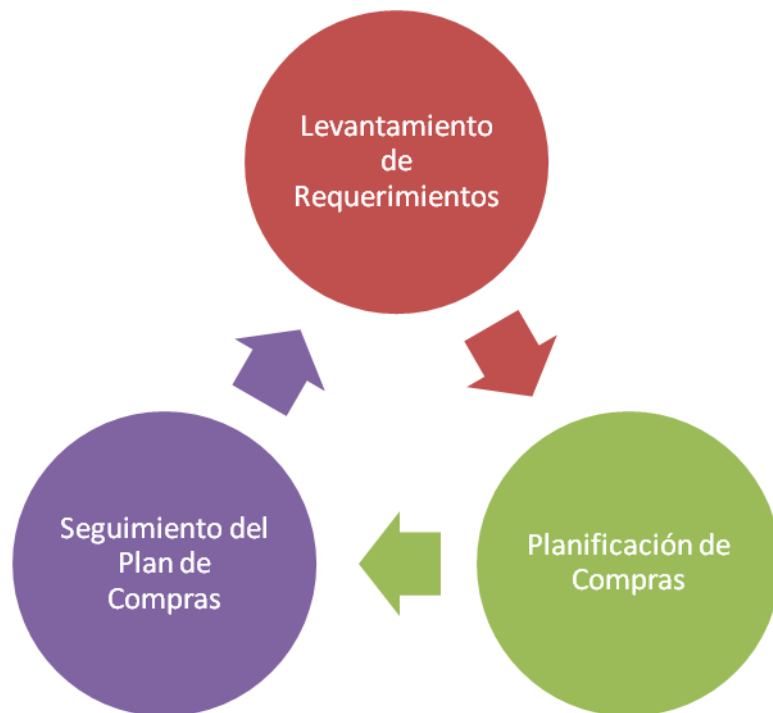 Levantamiento
de
Requerimientos
Planificación de
Compras
Seguimiento del
Plan de
Compras